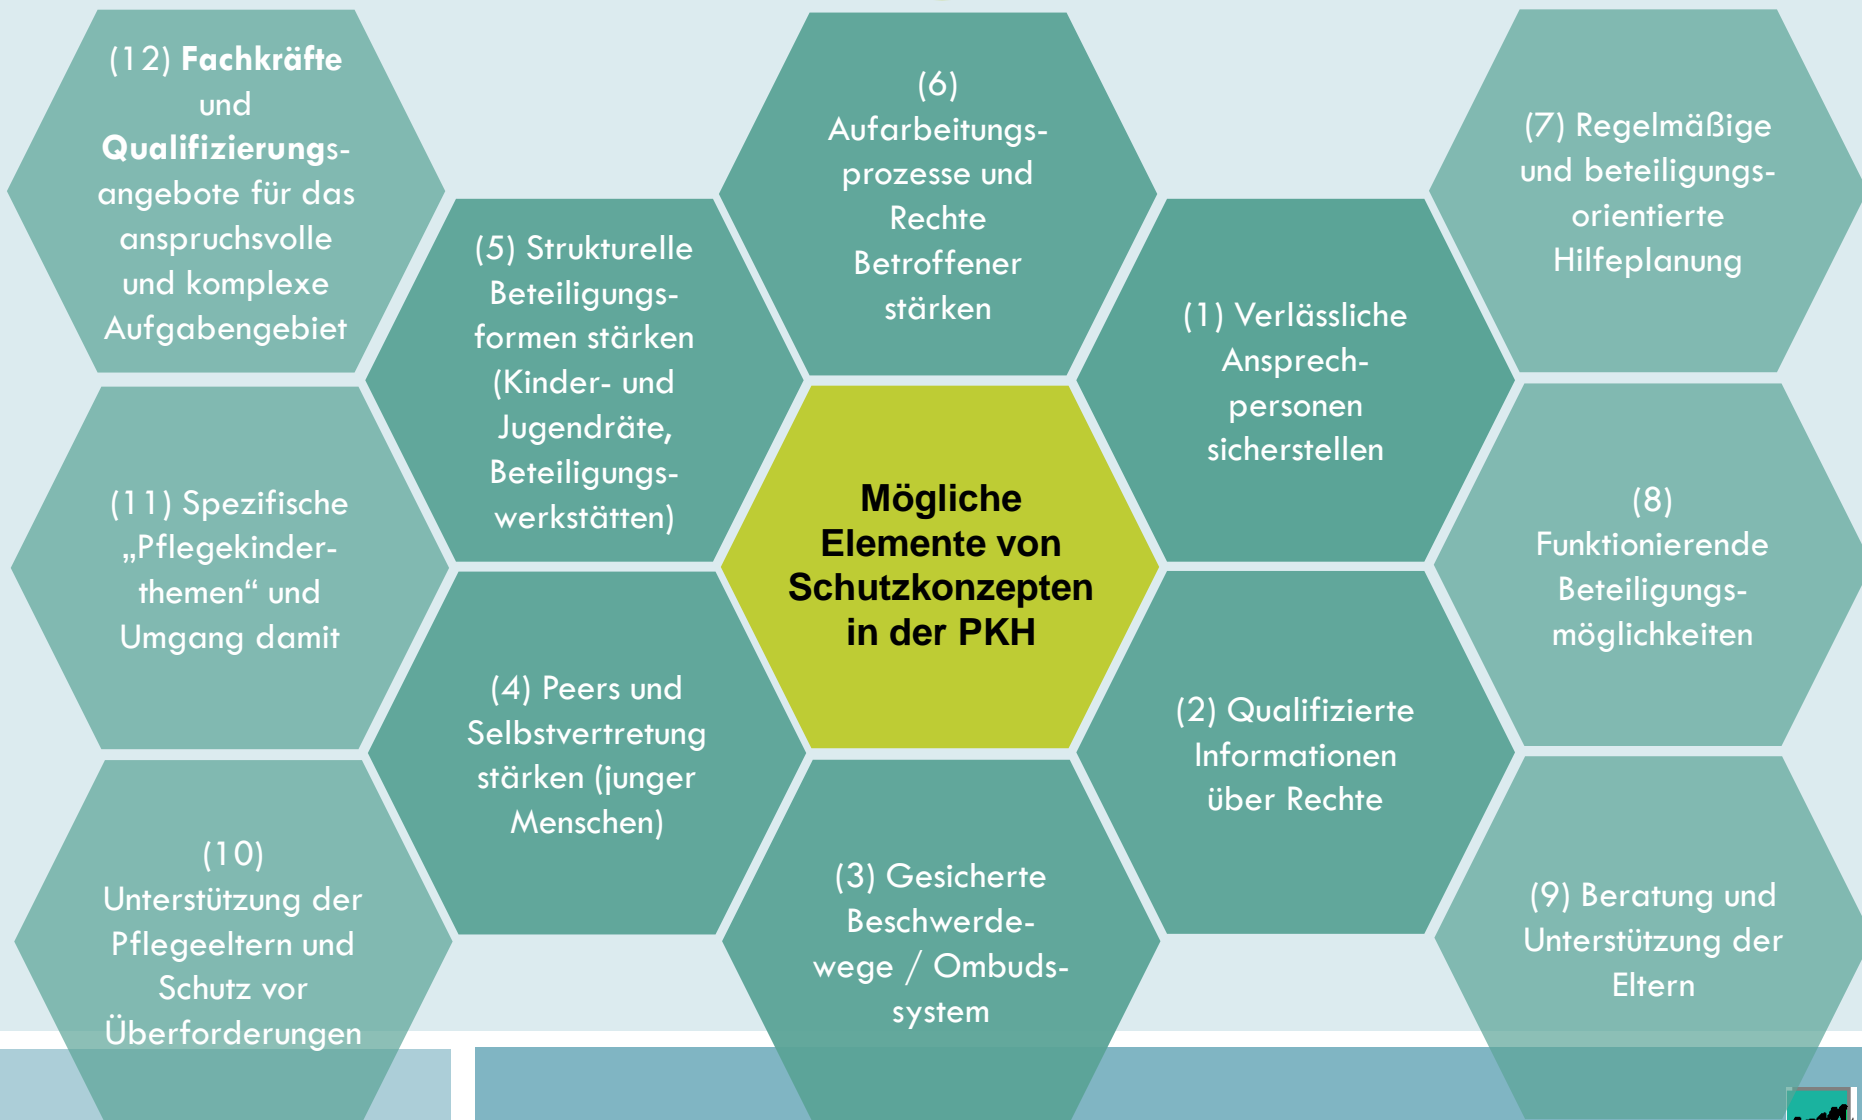 (12) Fachkräfte
und
Qualifizierungs-
angebote für das
anspruchsvolle
und komplexe
Aufgabengebiet
(6)
Aufarbeitungs-
prozesse und
Rechte
Betroffener
stärken
(7) Regelmäßige
und beteiligungs-
orientierte
Hilfeplanung
(5) Strukturelle
Beteiligungs-
formen stärken
(Kinder- und
Jugendräte,
Beteiligungs-
werkstätten)
(1) Verlässliche
Ansprech-
personen
sicherstellen
(11) Spezifische
„Pflegekinder-
themen“ und
Umgang damit
Mögliche
Elemente von
Schutzkonzepten
in der PKH
(8)
Funktionierende
Beteiligungs-
möglichkeiten
(4) Peers und
Selbstvertretung
stärken (junger
Menschen)
(2) Qualifizierte
Informationen
über Rechte
(10)
Unterstützung der
Pflegeeltern und
Schutz vor
Überforderungen
(3) Gesicherte
Beschwerde-
wege / Ombuds-
system
(9) Beratung und
Unterstützung der
Eltern